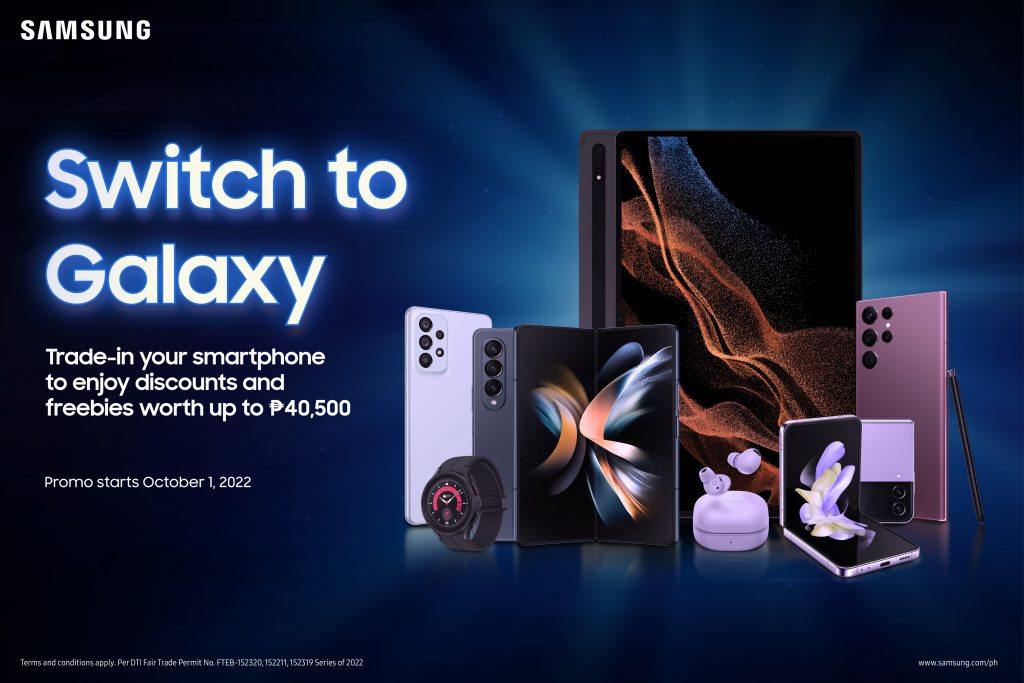 SAMSUNG
Switch to
Galaxy
Trade-in your smartphone
to enjoy discounts and
freebies worth up to ₱40,500
Promo starts October 1, 2022
Terms and conditions apply. Per DTI Fair Trade Permit No. FTEB-152320, 152211, 152319 Series of 2022
www.samsung.com/ph